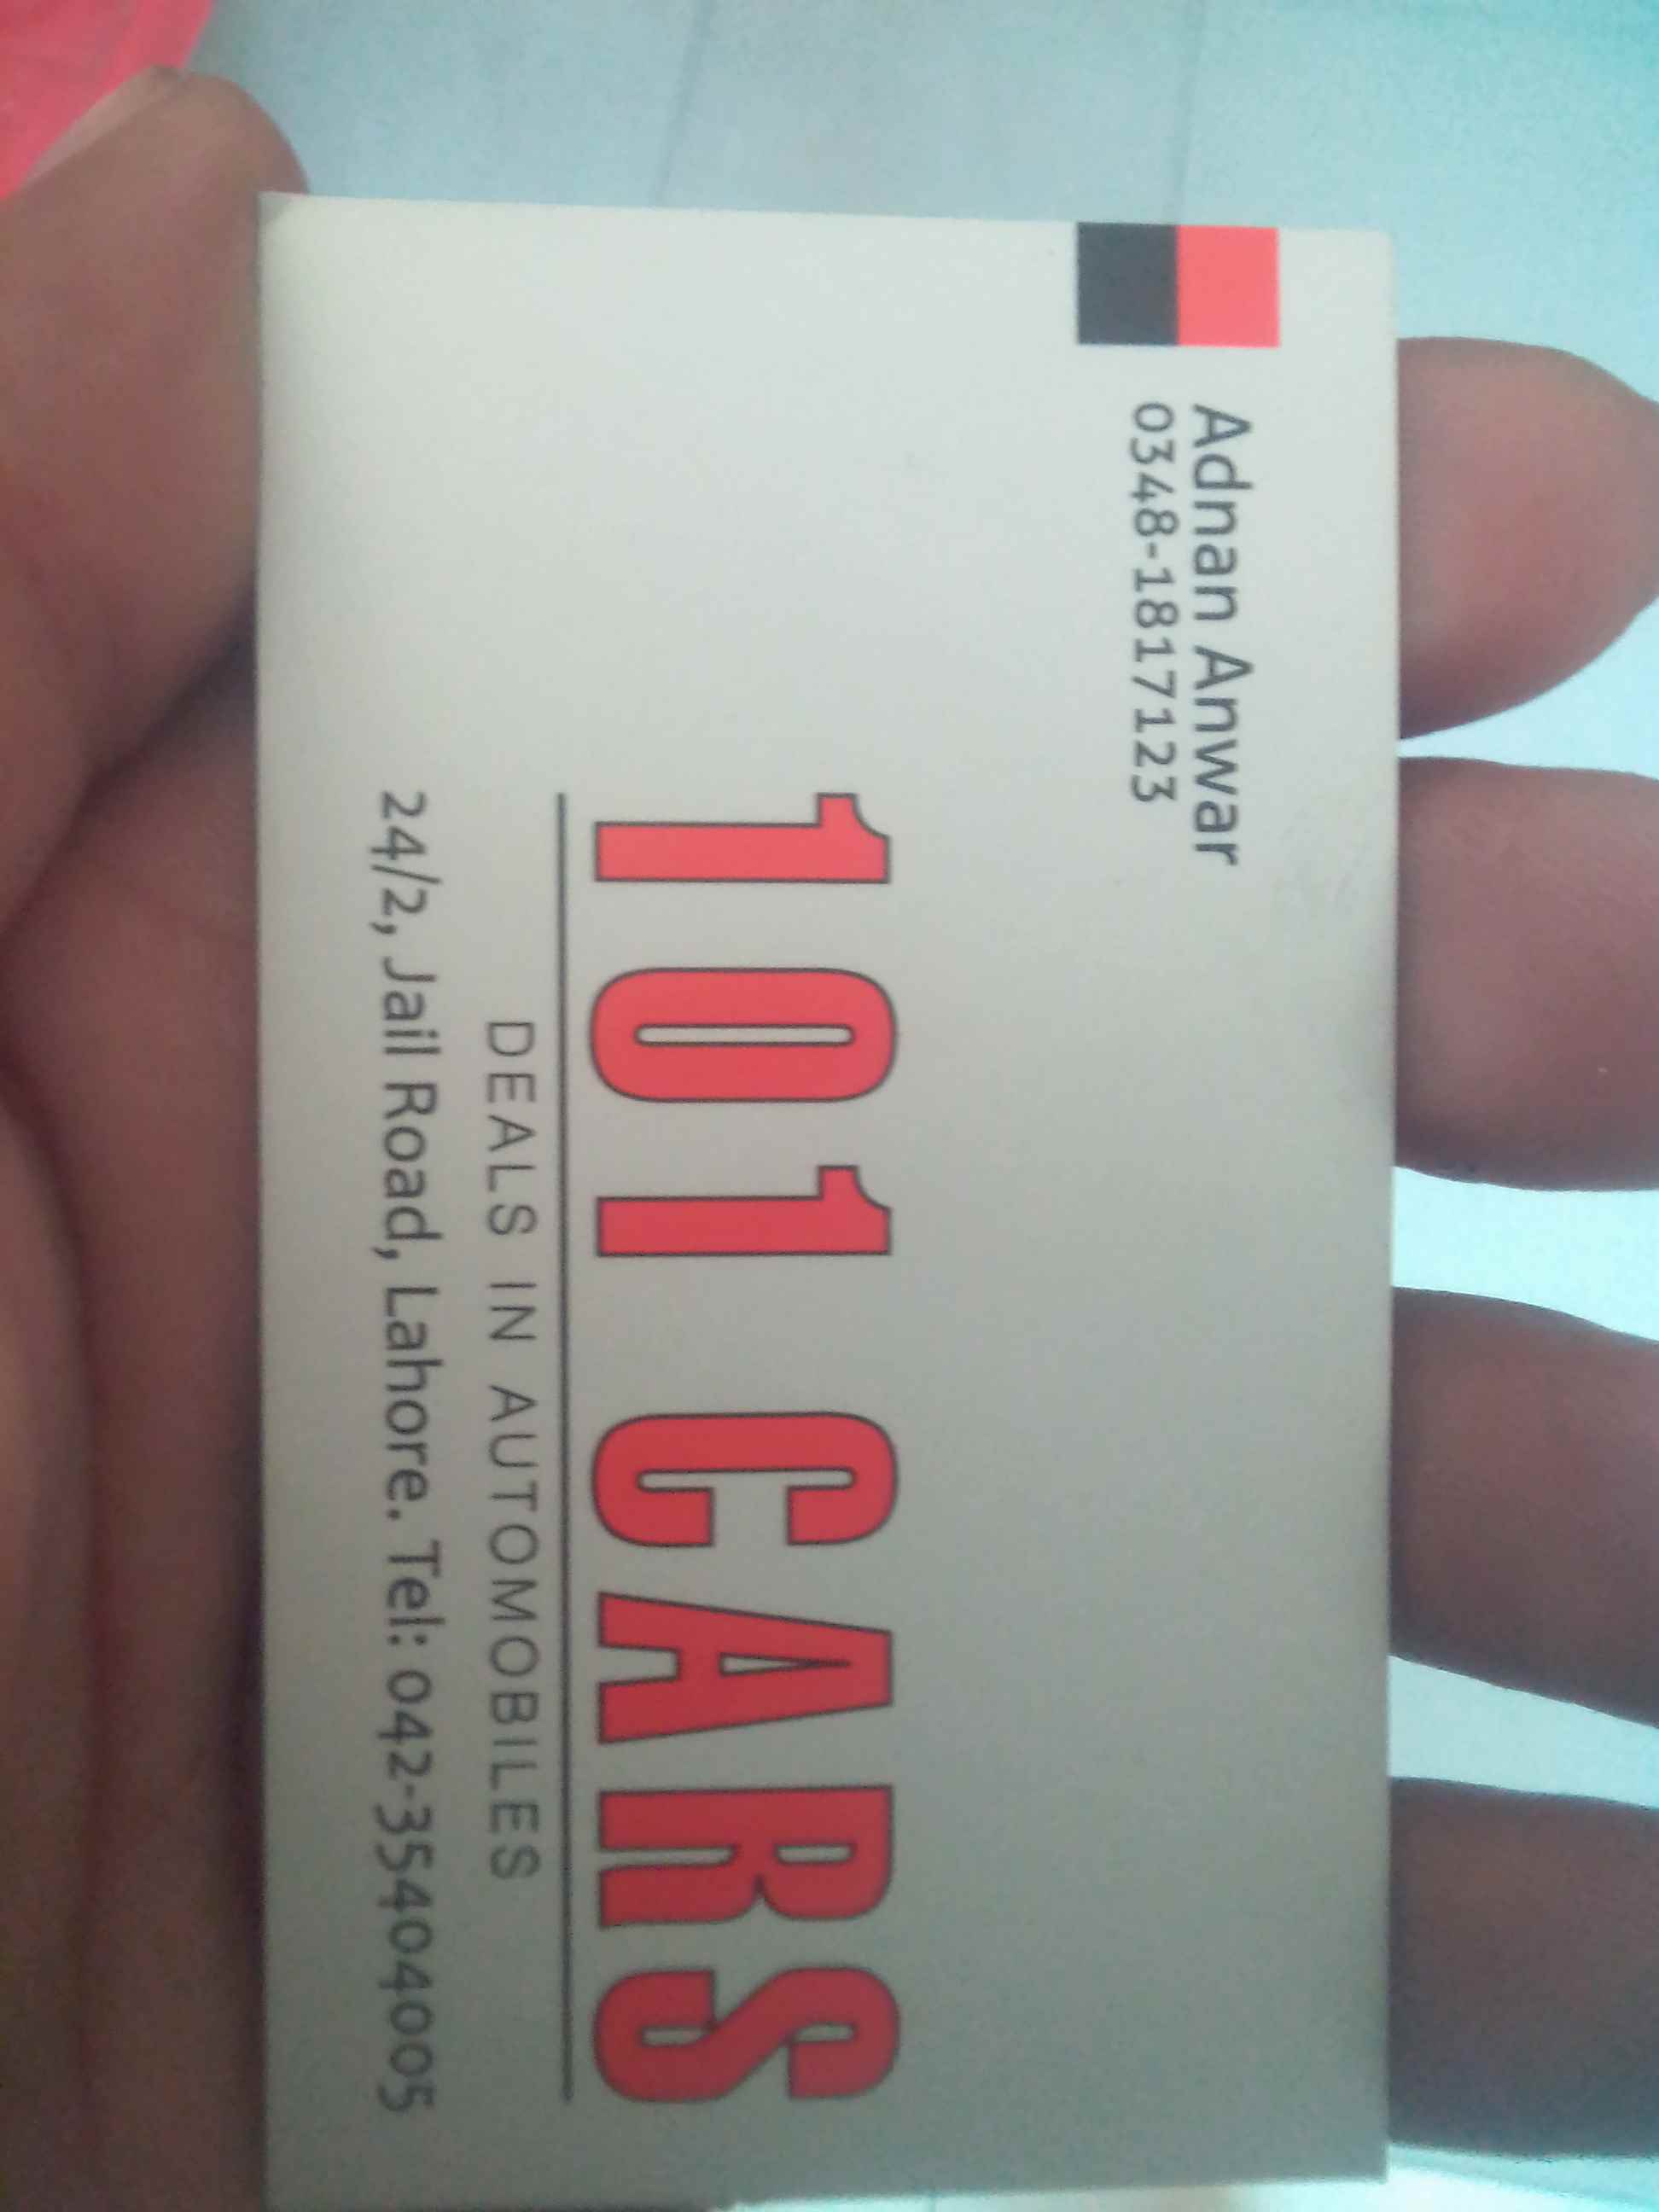 Adnan Anwar
0348-1817123
101 CARS
DEALS IN AUTOMOBILES
24/2, Jail Road, Lahore. Tel: 042-35404005